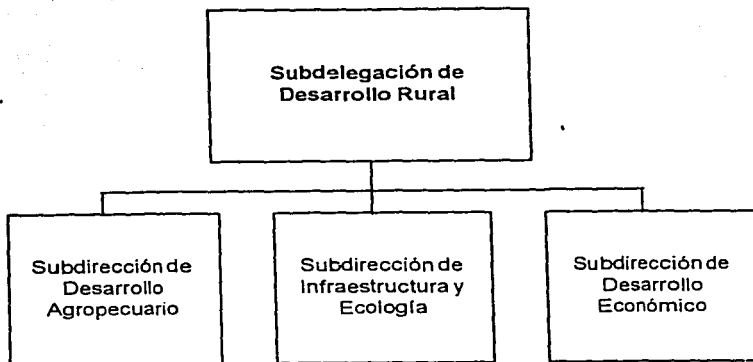 Subdelegación de
Desarrollo Rural
Subdirección de
Desarrollo
Agropecuario
Subdirección de
Infraestructura y
Ecología
Subdirección de
Desarrollo
Económico